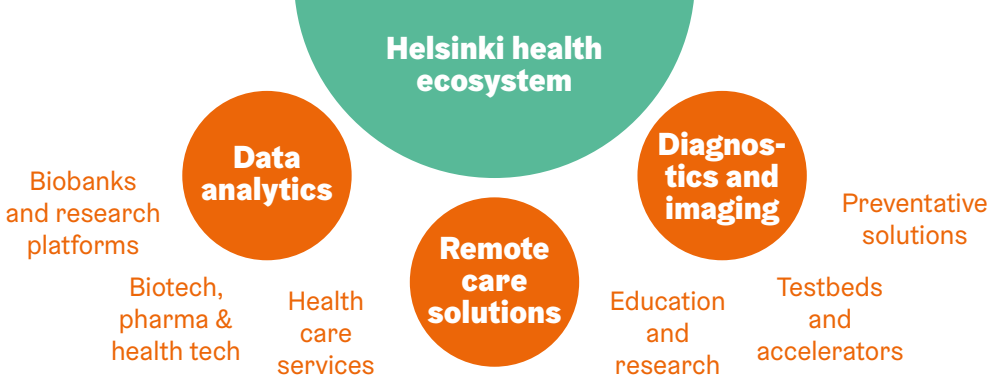 Helsinki health
ecosystem
Data
analytics
Diagnos-
tics and
imaging
Remote
care
solutions
Biobanks
and research
platforms
Biotech,
pharma &
health tech
Health
care
services
Education
and
research
Testbeds
and
accelerators
Preventative
solutions